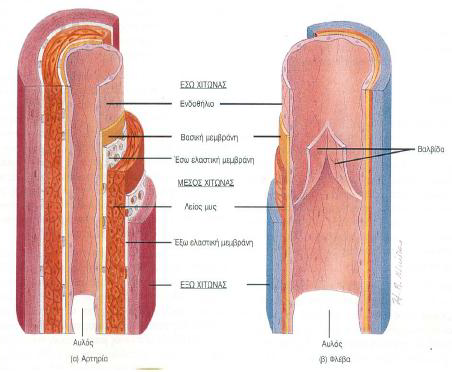 ΕΣΩ ΧΙΤΩΝΑΣ
Ενδοθήλιο
Βασική μεμβράνη
Έσω ελαστική μεμβράνη
Βαλβίδα
ΜΕΣΟΣ ΧΙΤΩΝΑΣ
Λείος μυς
Έξω ελαστική μεμβράνη
ΕΞΩ ΧΙΤΩΝΑΣ
Αυλός
(α) Αρτηρία
Αυλός
(β) Φλέβα